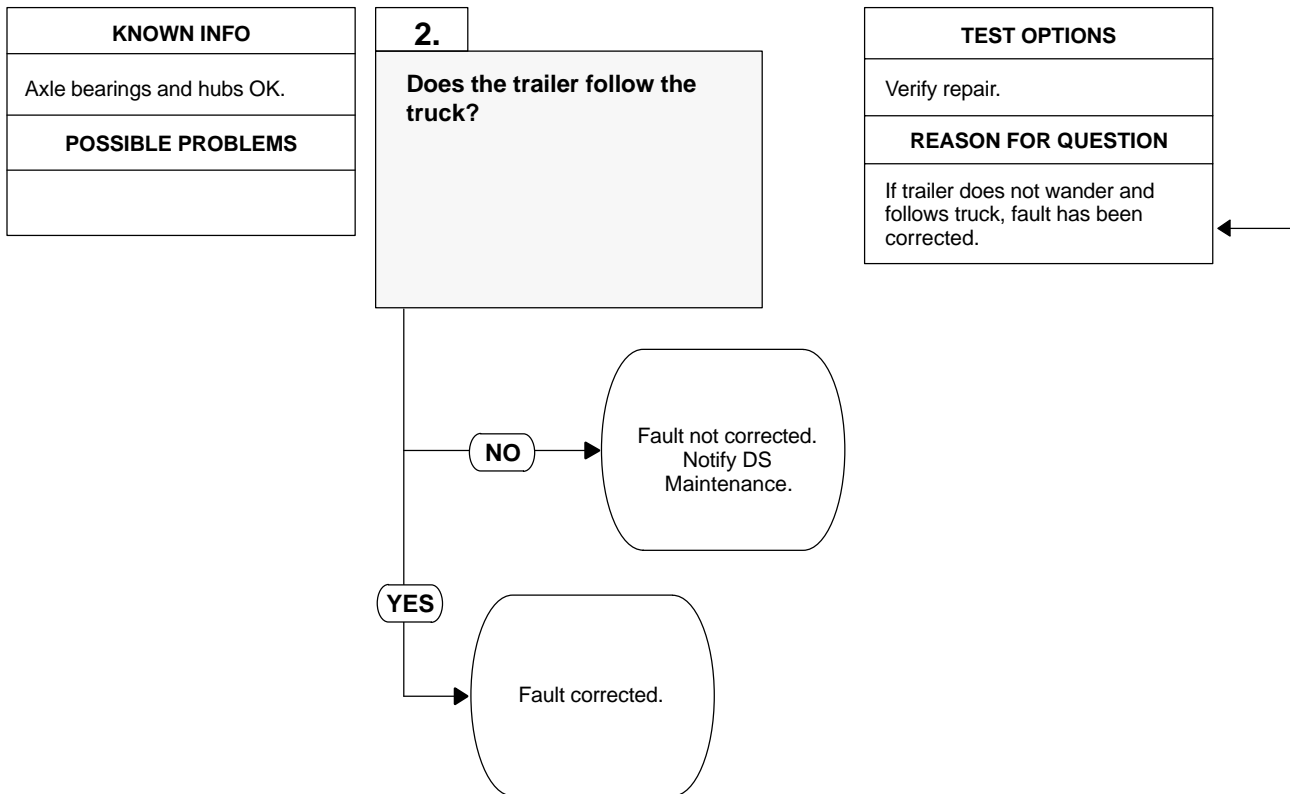 KNOWN INFO
Axle bearings and hubs OK.
POSSIBLE PROBLEMS
2.
Does the trailer follow the
truck?
TEST OPTIONS
Verify repair.
REASON FOR QUESTION
If trailer does not wander and
follows truck, fault has been
corrected.
NO
Fault not corrected.
Notify DS
Maintenance.
YES
Fault corrected.